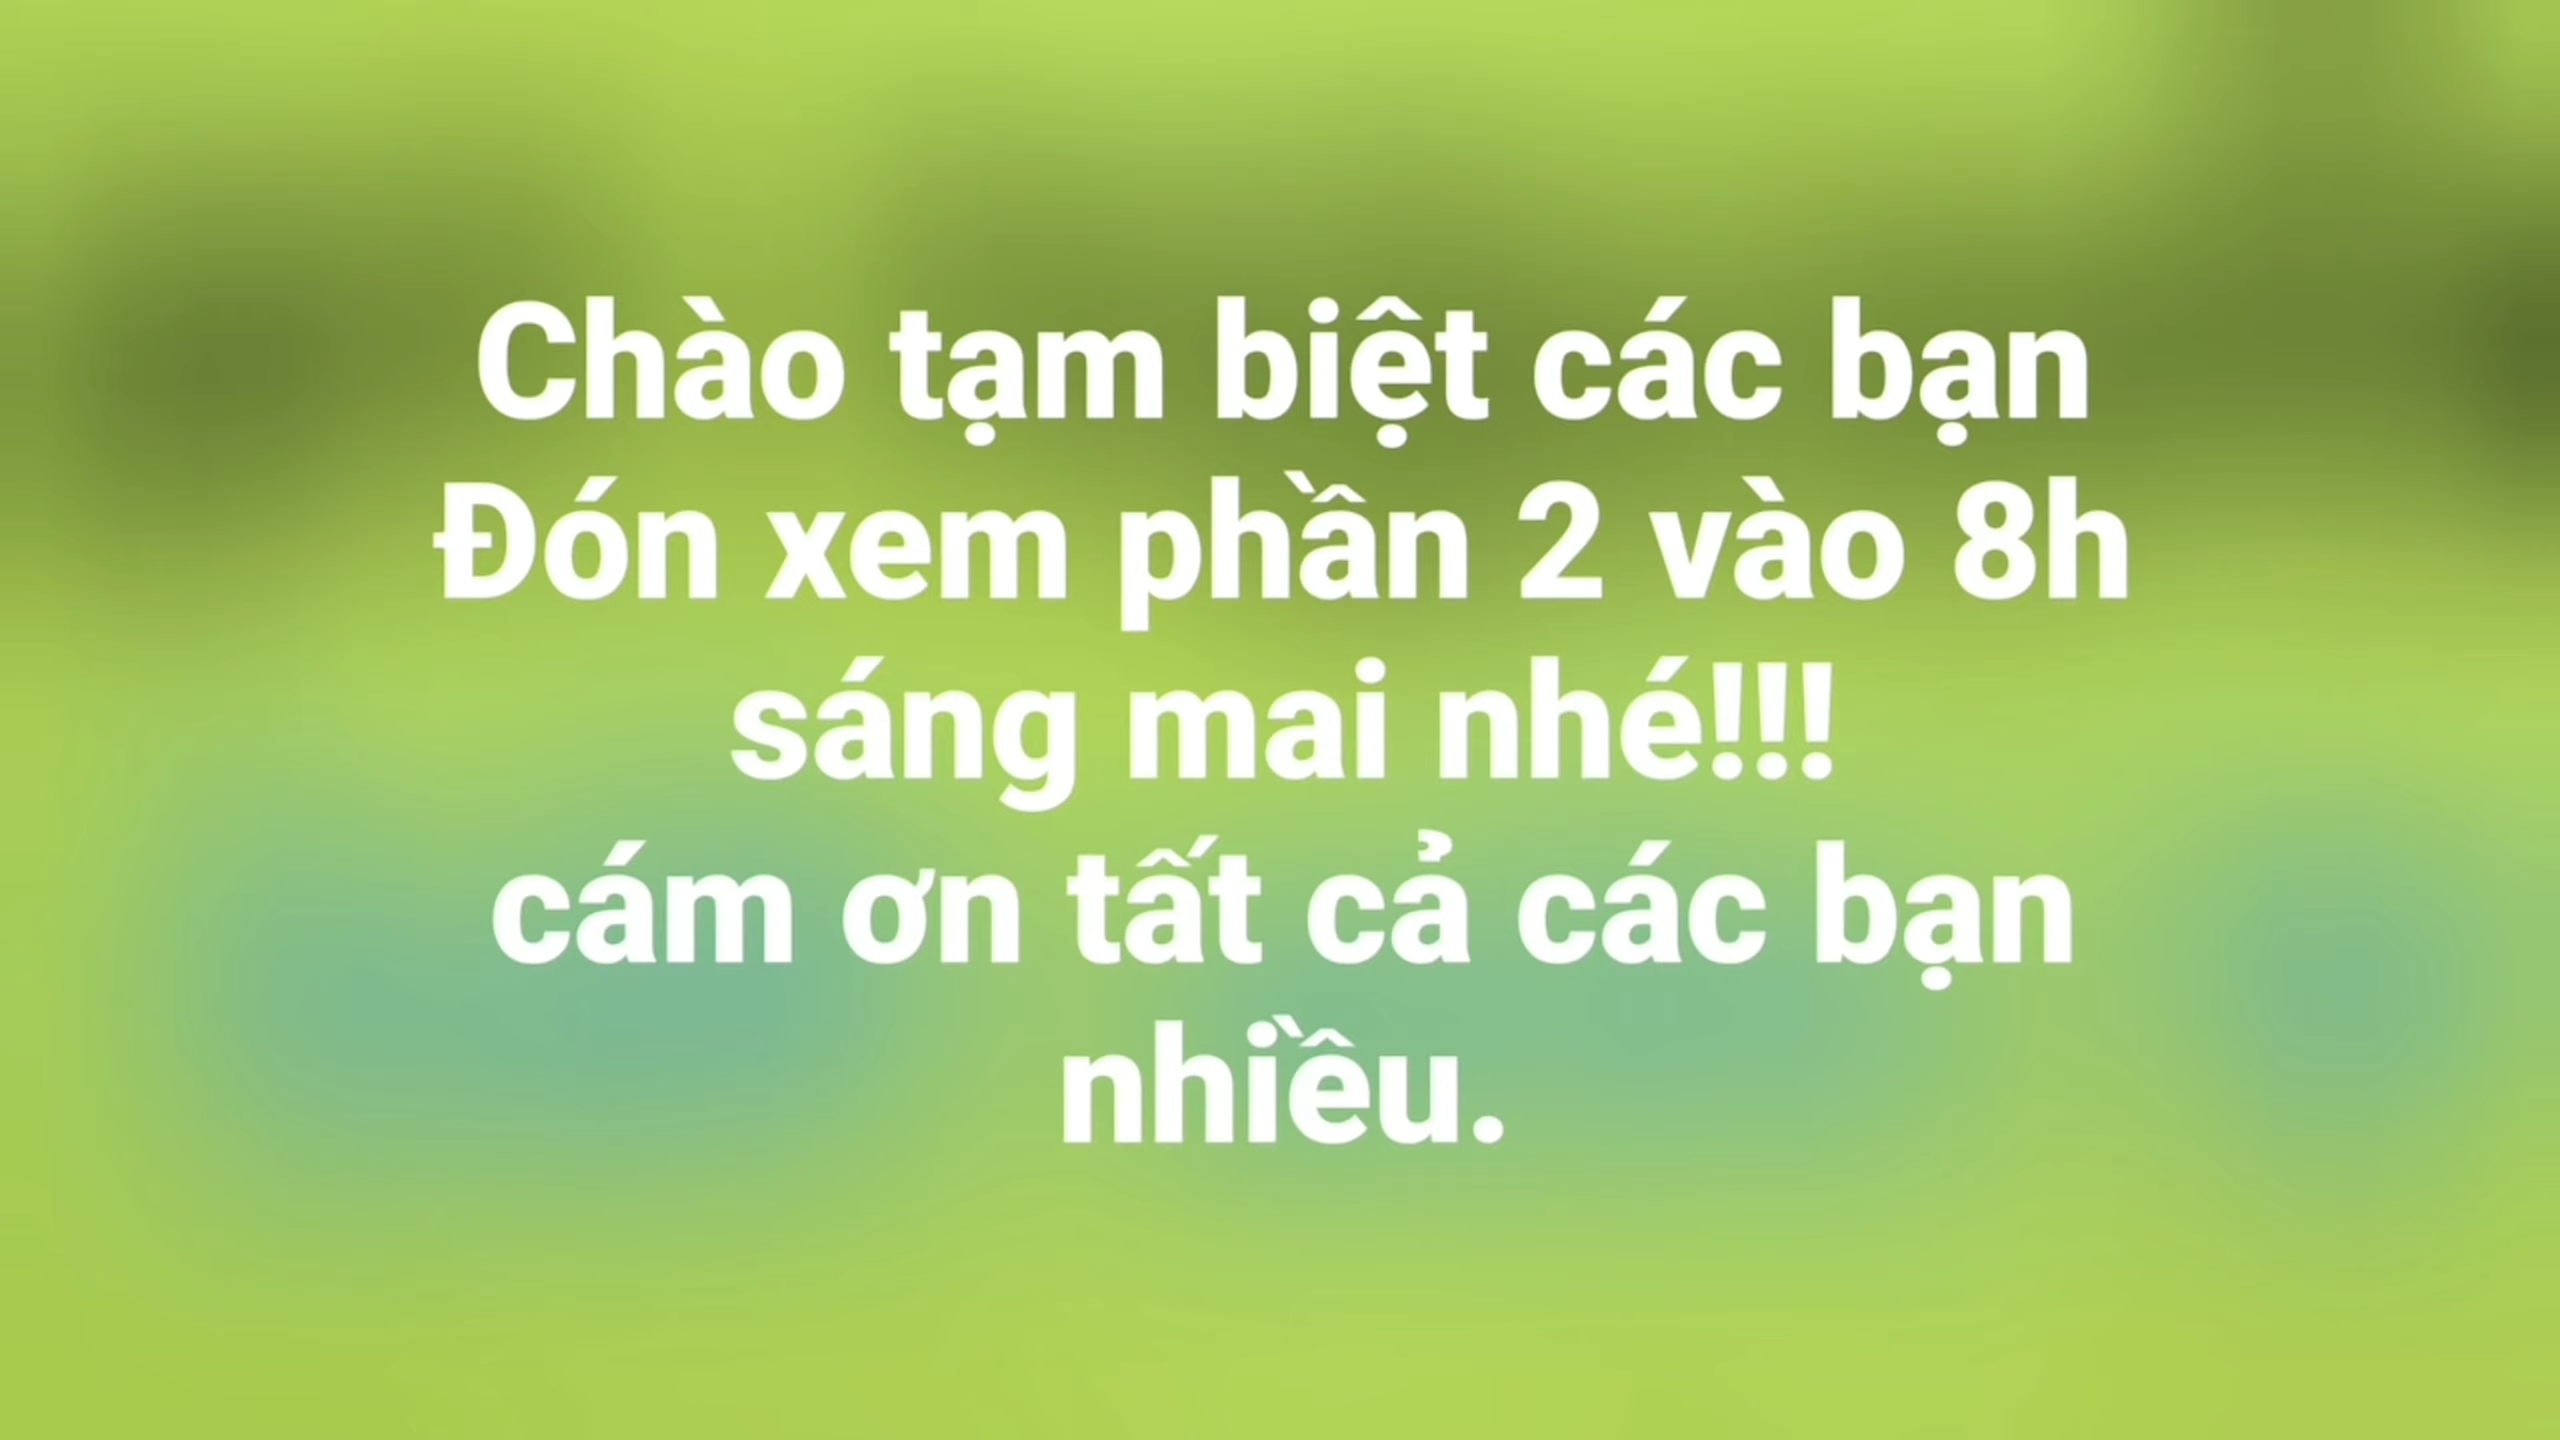 Chào tạm biệt các bạn
Đón xem phần 2 vào 8h
sáng mai nhé!!!
cám ơn tất cả các bạn
nhiều.